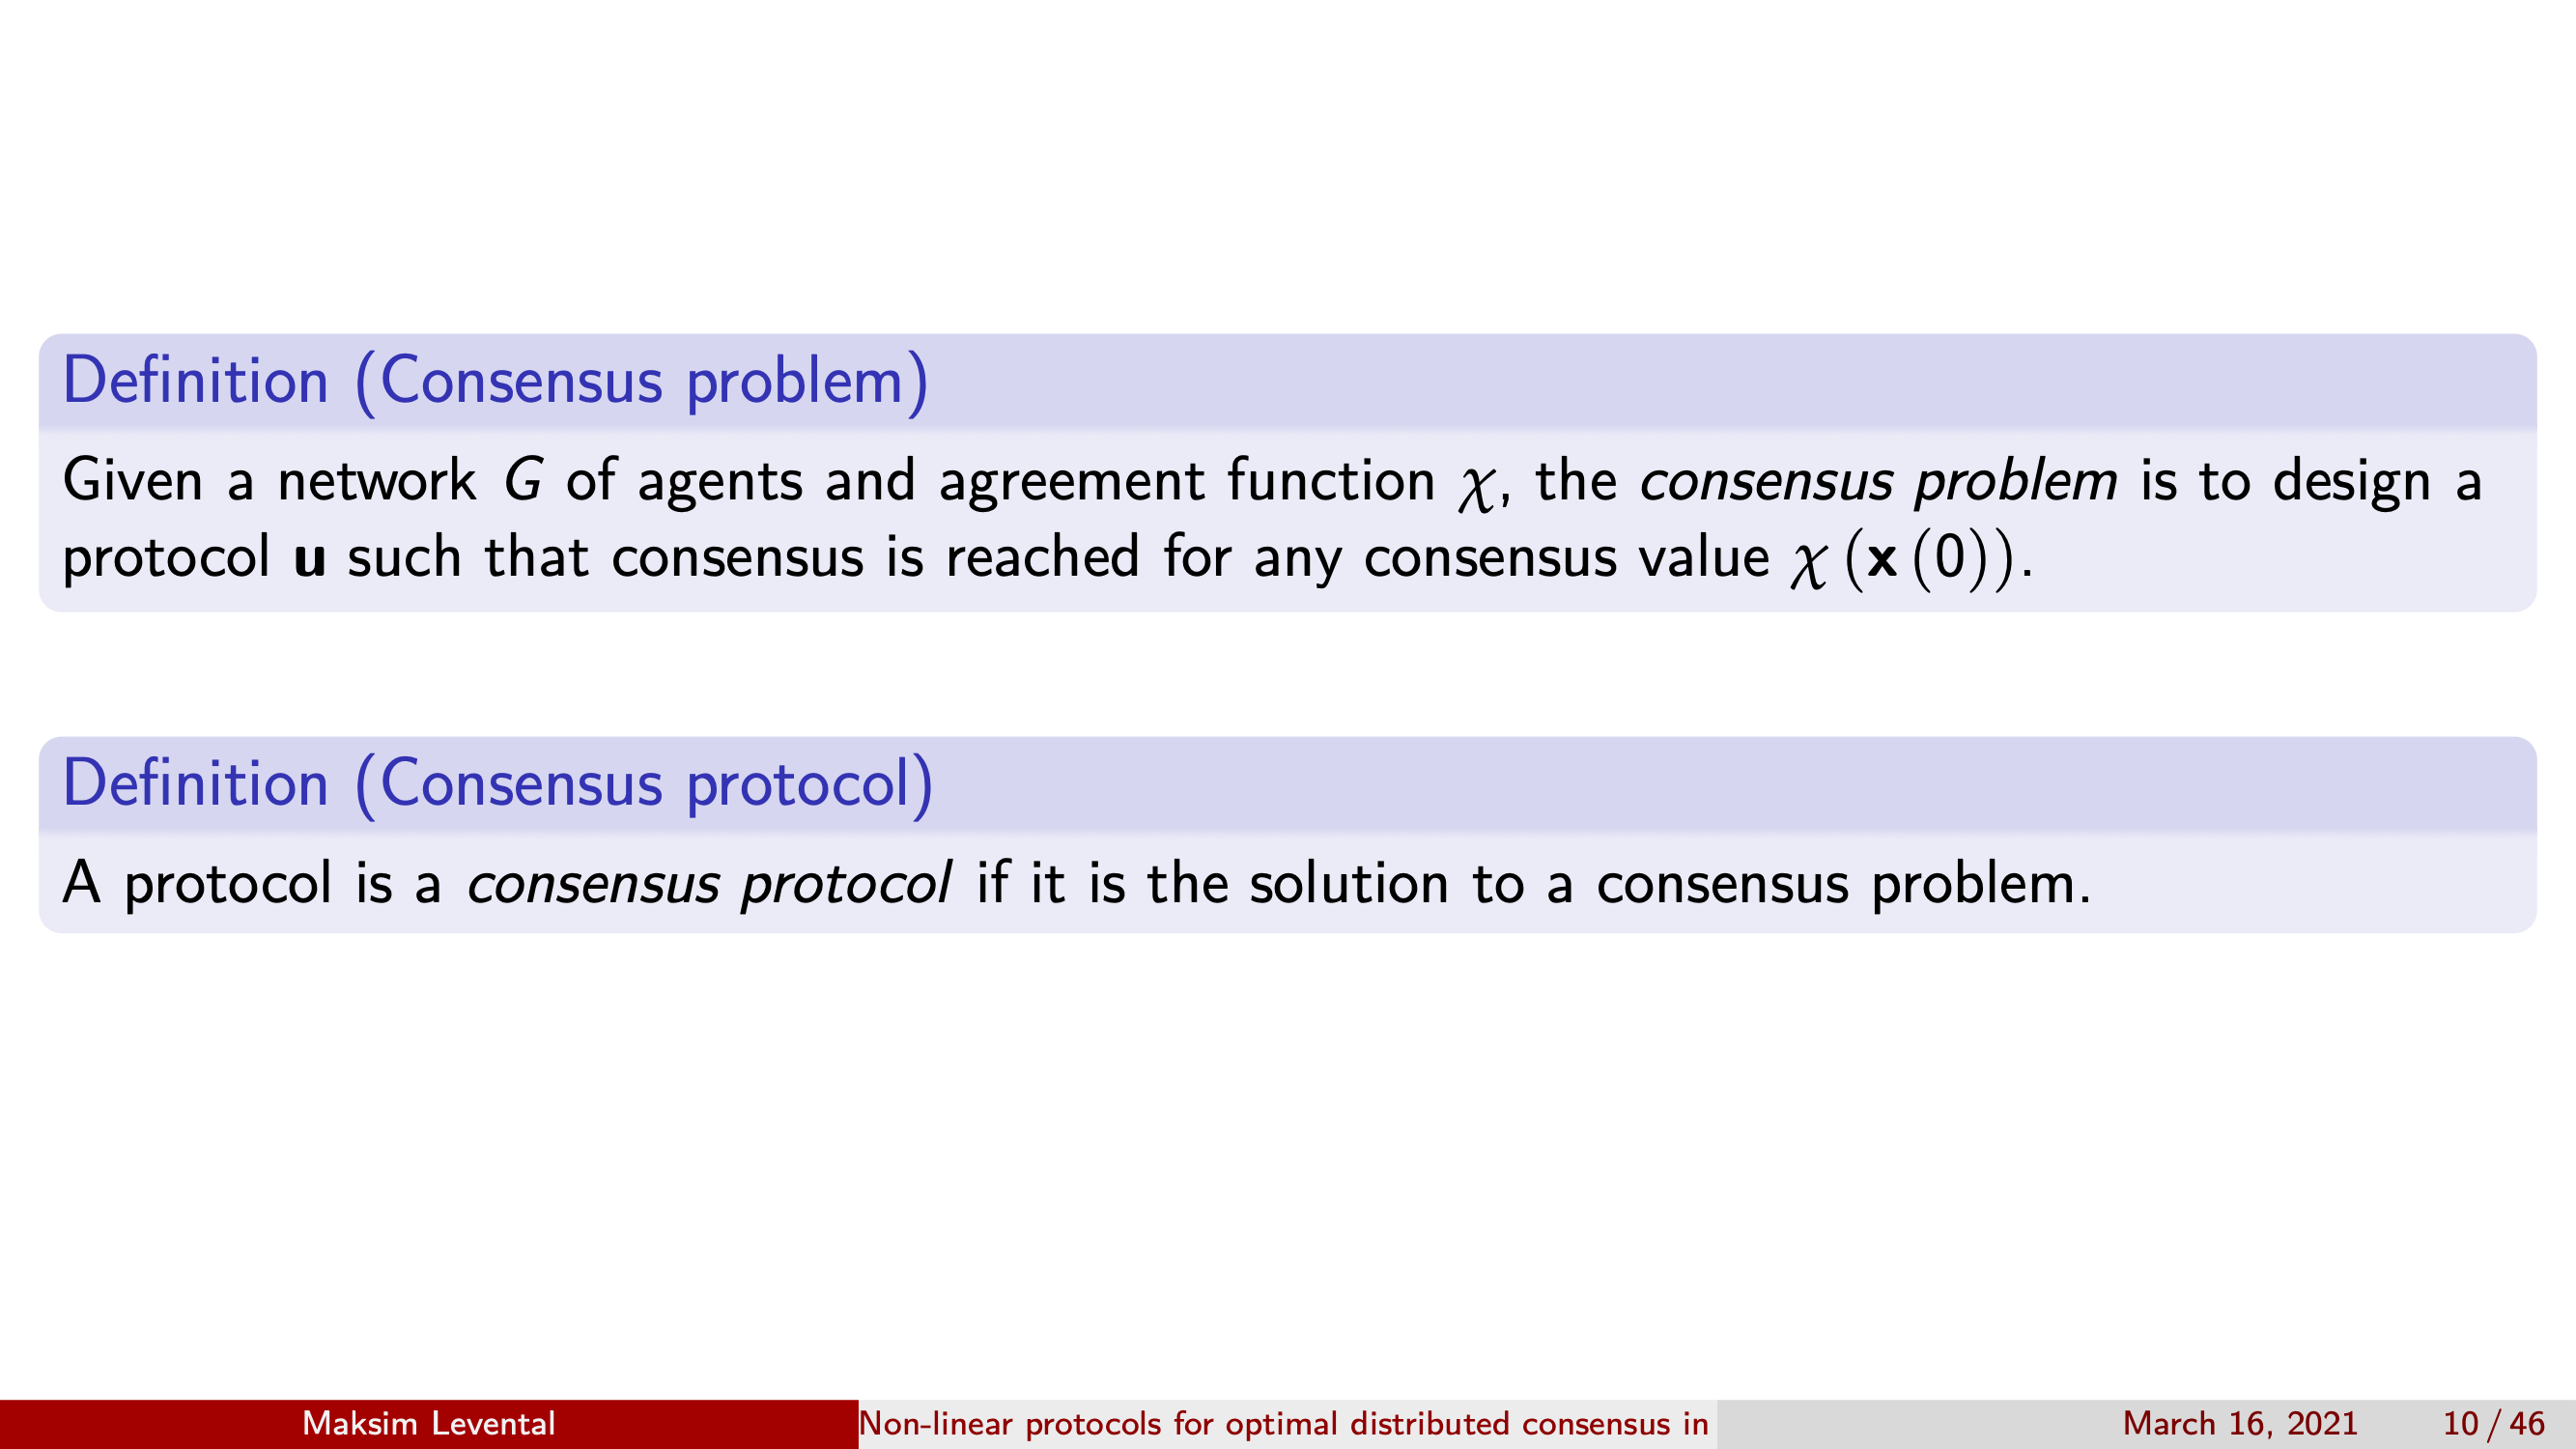 Definition (Consensus problem)
Given a network G of agents and agreement function χ, the consensus problem is to design a
protocol u such that consensus is reached for any consensus value χ (x (0)).
Definition (Consensus protocol)
A protocol is a consensus protocol if it is the solution to a consensus problem.
Maksim Levental
Non-linear protocols for optimal distributed consensus in
March 16, 2021
10 / 46